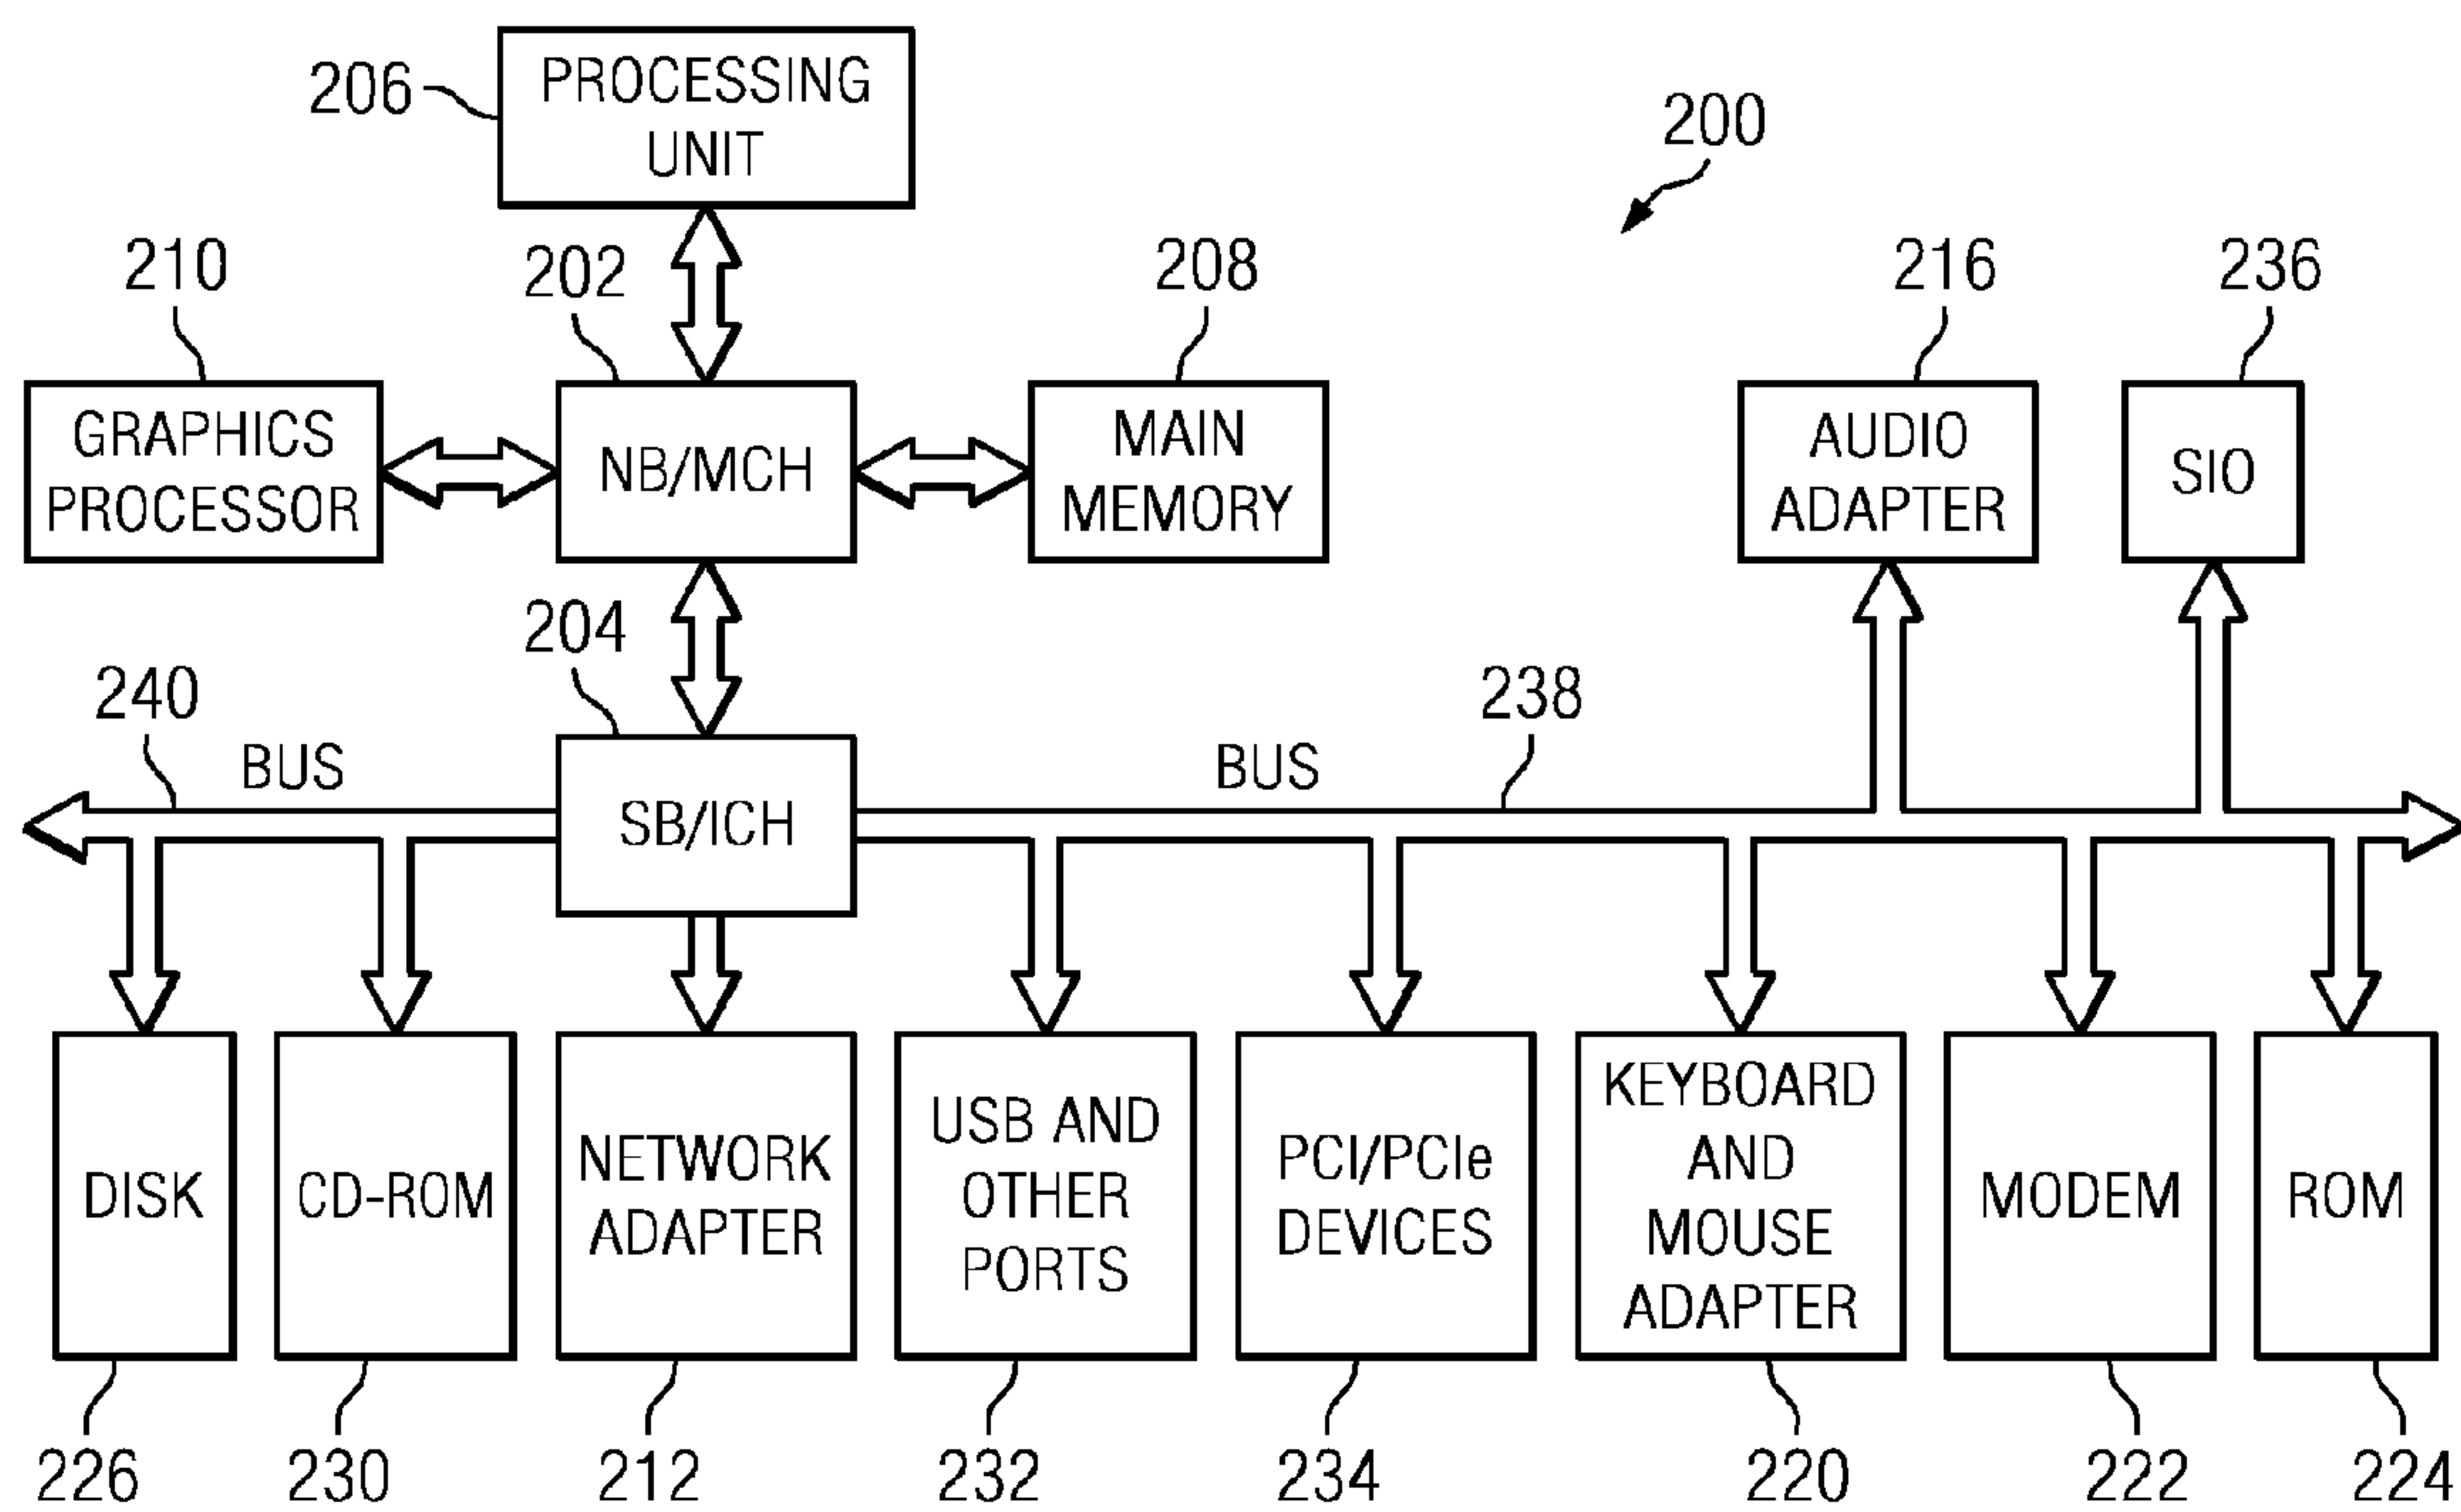 206
PROCESSING
UNIT
200
210
202
208
216
236
GRAPHICS
PROCESSOR
NB/MCH
MAIN
MEMORY
AUDIO
ADAPTER
SIO
204
240
BUS
238
BUS
SB/ICH
DISK
CD-ROM
NETWORK
ADAPTER
USB AND
OTHER
PORTS
PCI/PCIe
DEVICES
KEYBOARD
AND
MOUSE
ADAPTER
MODEM
ROM
226
230
212
232
234
220
222
224